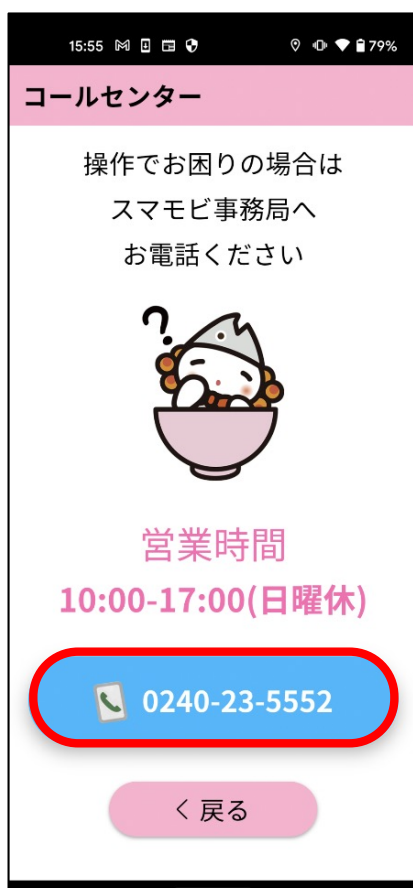 15:55
79%
コールセンター
操作でお困りの場合は
スマモビ事務局へ
お電話ください
?
営業時間
10:00-17:00(日曜休)
0240-23-5552
く 戻る